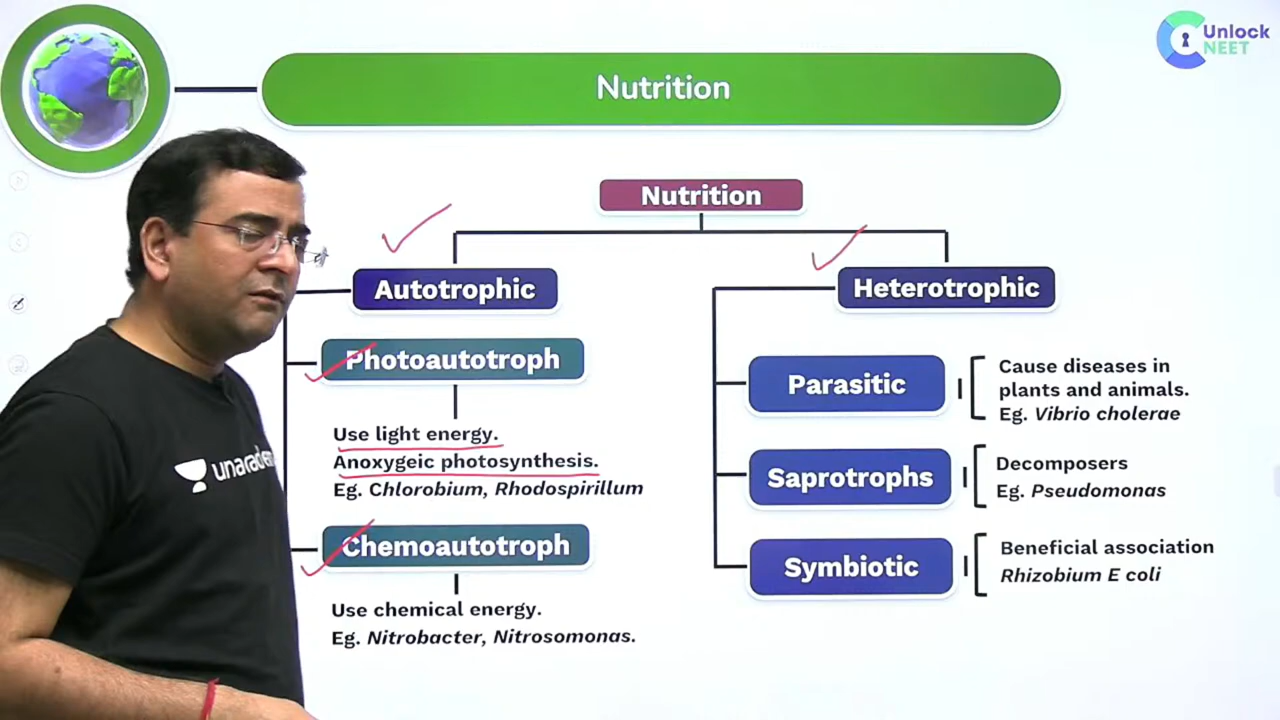 Unlock
NEET
Nutrition
Nutrition
Autotrophic
Heterotrophic
Photoautotroph
Use light energy.
Anoxygeic photosynthesis.
Eg. Chlorobium, Rhodospirillum
Chemoautotroph
Use chemical energy.
Eg. Nitrobacter, Nitrosomonas.
Parasitic
Cause diseases in
plants and animals.
Eg. Vibrio cholerae
Saprotrophs
Decomposers
Eg. Pseudomonas
Symbiotic
Beneficial association
Rhizobium E coli